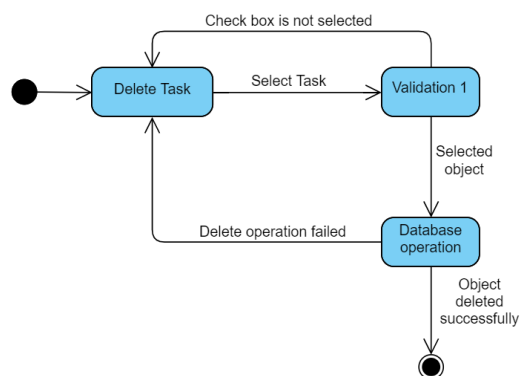 Check box is not selected
Delete Task
Select Task
Validation 1
Selected
object
Delete operation failed
Database
operation
Object
deleted
successfully